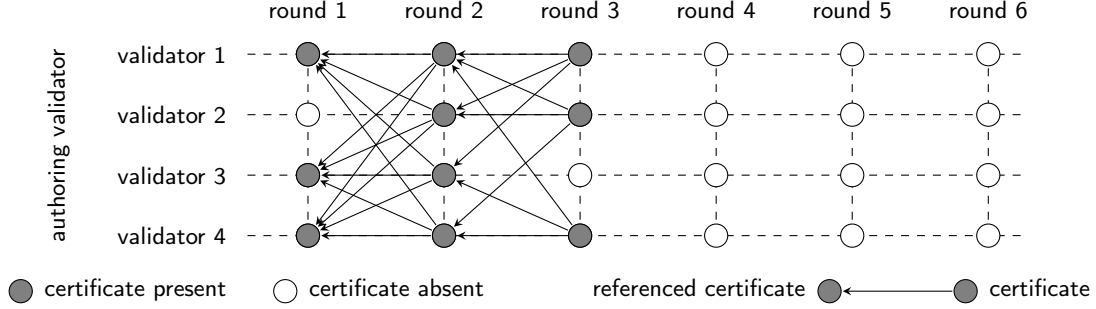 round 1 round 2 round 3 round 4 round 5 round 6
authoring validator
validator 1
validator 2
validator 3
validator 4
certificate present certificate absent referenced certificate certificate